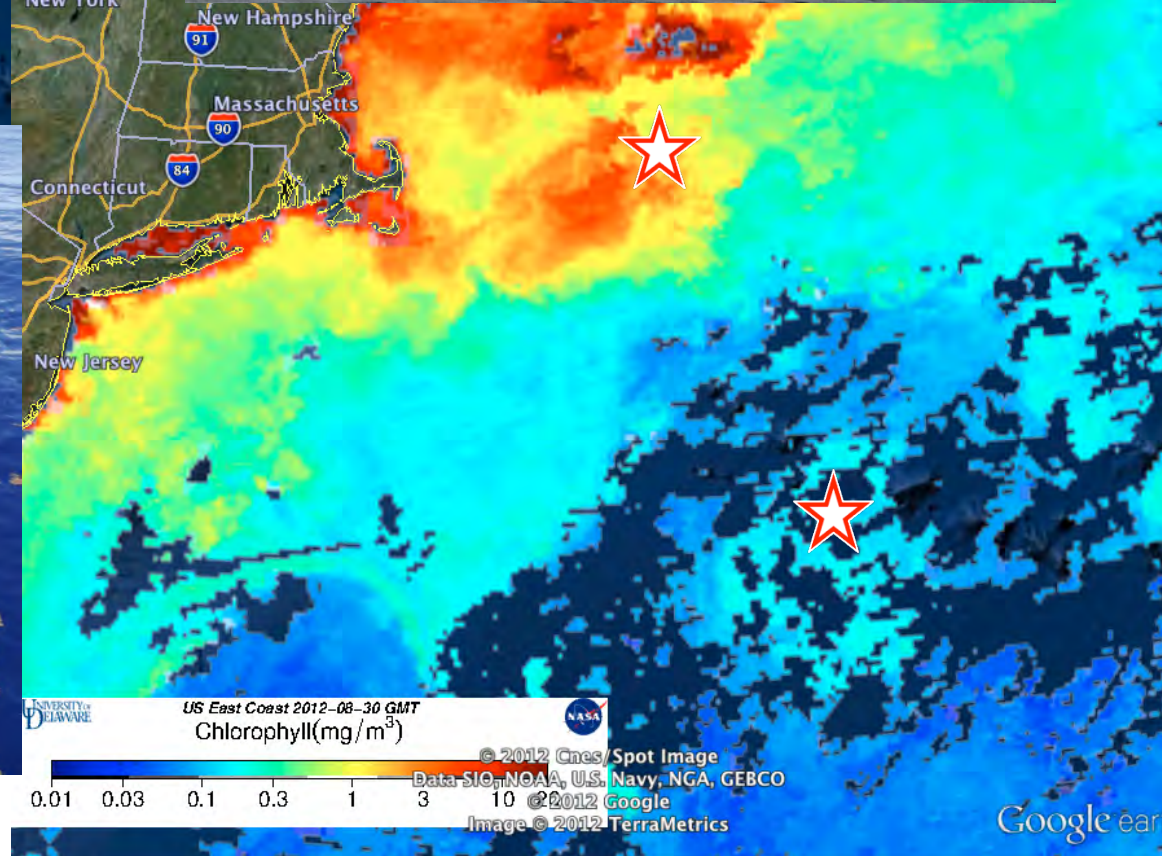 New York
New Hampshire
91
Massachusetts
90
84
Connecticut
New Jersey
UNIVERSITY OF DELAWARE
US East Coast 2012-08-30 GMT
Chlorophyll(mg/m³)
NASA
0.01 0.03 0.1 0.3 1 3 10 20
© 2012 Cnes/Spot Image
Data SIO, NOAA, U.S. Navy, NGA, GEBCO
© 2012 Google
Image © 2012 TerraMetrics
Google ear